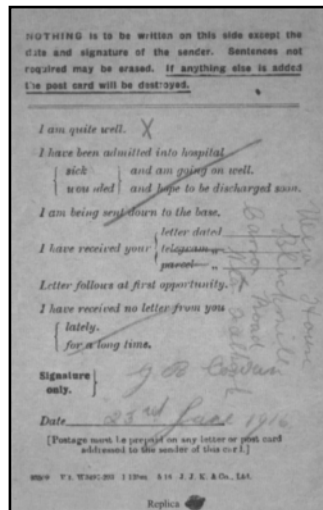 NOTHING is to be written on this side except the
date and signature of the sender. Sentences not
required may be erased. If anything else is added
the post card will be destroyed.
I am quite well. X
I have been admitted into hospital
{ sick } and am going on well.
{ wounded } and hope to be discharged soon.
I am being sent down to the base.
I have received your { letter dated
telegram „
parcel „
Letter follows at first opportunity.
I have received no letter from you
{ lately.
for a long time.
Signature
only. }
Date 23rd 1916
[Postage must be prepaid on any letter or post card
addressed to the sender of this card.]
J. J. K. & Co., Ltd.
Replica